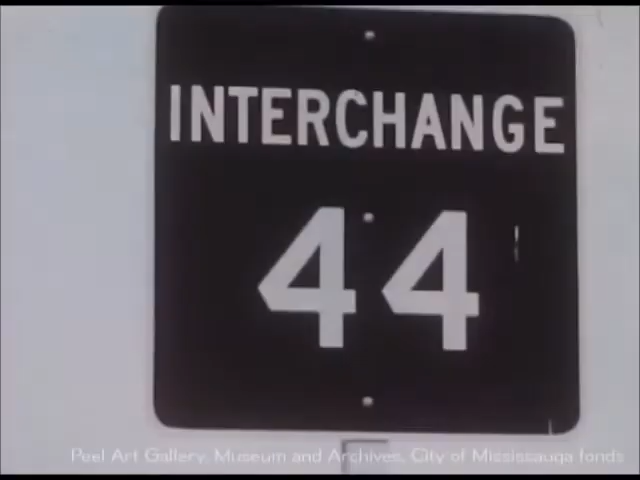 INTERCHANGE
44
Peel Art Gallery, Museum and Archives, City of Mississauga fonds